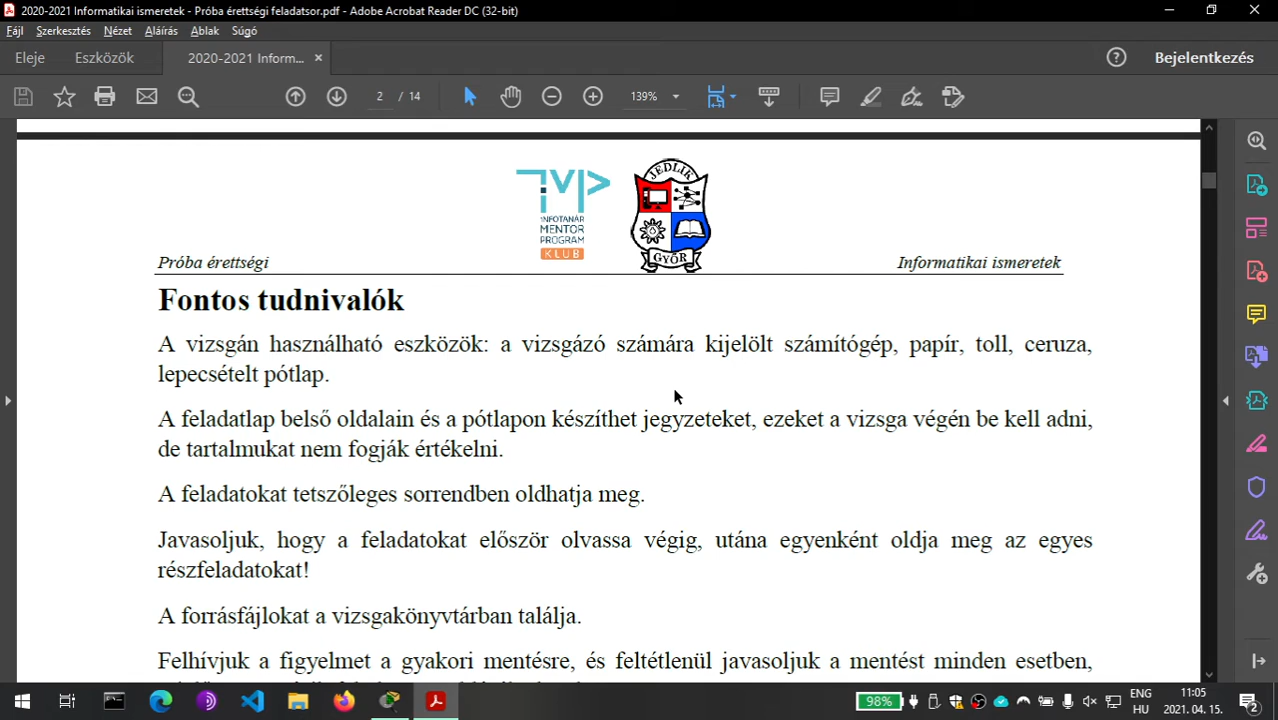 2020-2021 Informatikai ismeretek - Próba érettségi feladatsor.pdf - Adobe Acrobat Reader DC (32-bit)
Fájl Szerkesztés Nézet Aláírás Ablak Súgó
Eleje Eszközök 2020-2021 Inform... × Bejelentkezés
2 / 14 139%
JEDLIK
INFOTANÁR
MENTOR
PROGRAM
KLUB
GYŐR
Próba érettségi Informatikai ismeretek
Fontos tudnivalók
A vizsgán használható eszközök: a vizsgázó számára kijelölt számítógép, papír, toll, ceruza,
lepecsételt pótlap.
A feladatlap belső oldalain és a pótlapon készíthet jegyzeteket, ezeket a vizsga végén be kell adni,
de tartalmukat nem fogják értékelni.
A feladatokat tetszőleges sorrendben oldhatja meg.
Javasoljuk, hogy a feladatokat először olvassa végig, utána egyenként oldja meg az egyes
részfeladatokat!
A forrásfájlokat a vizsgakönyvtárban találja.
Felhívjuk a figyelmet a gyakori mentésre, és feltétlenül javasoljuk a mentést minden esetben,
98% ENG 11:05
HU 2021. 04. 15. 2